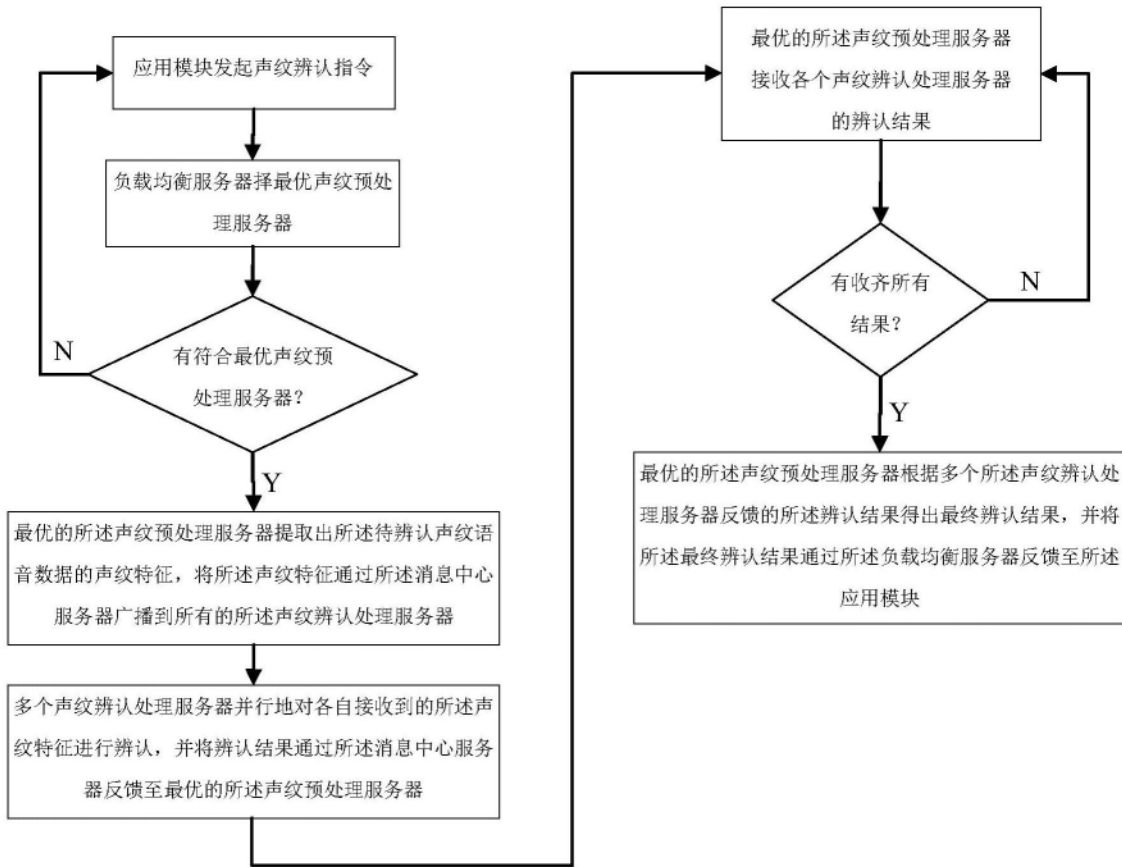 应用模块发起声纹辨认指令
负载均衡服务器择最优声纹预处
理服务器
有符合最优声纹预
处理服务器?
N
Y
最优的所述声纹预处理服务器提取出所述待辨认声纹语
音数据的声纹特征，将所述声纹特征通过所述消息中心
服务器广播到所有的所述声纹辨认处理服务器
多个声纹辨认处理服务器并行地对各自接收到的所述声
纹特征进行辨认，并将辨认结果通过所述消息中心服务
器反馈至最优的所述声纹预处理服务器
最优的所述声纹预处理服务器
接收各个声纹辨认处理服务器
的辨认结果
有收齐所有
结果?
N
Y
最优的所述声纹预处理服务器根据多个所述声纹辨认处
理服务器反馈的所述辨认结果得出最终辨认结果，并将
所述最终辨认结果通过所述负载均衡服务器反馈至所述
应用模块